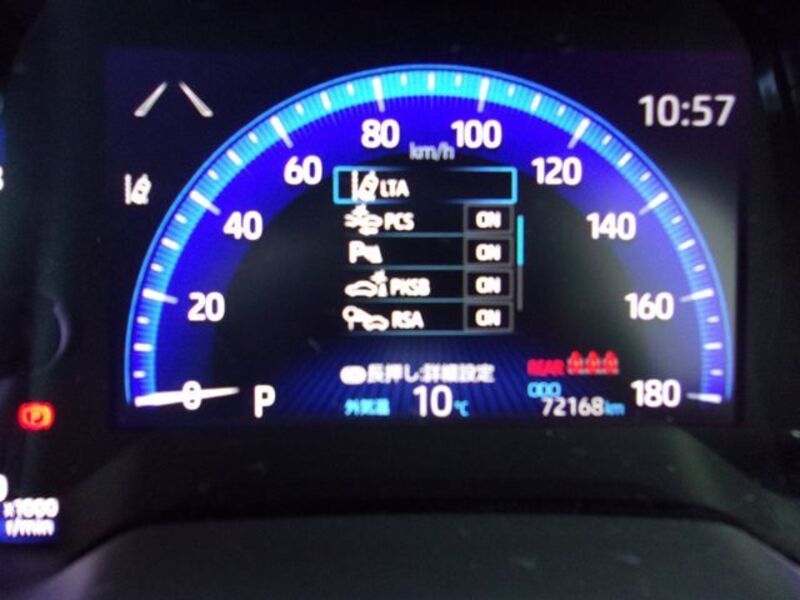 10:57
80
100
km/h
60
120
LTA
PCS ON
40
140
ON
PKSB ON
20
160
RSA ON
長押し:詳細設定
REAR
0
P
外気温 10℃
ODO
72168km
180
P
x1000
r/min